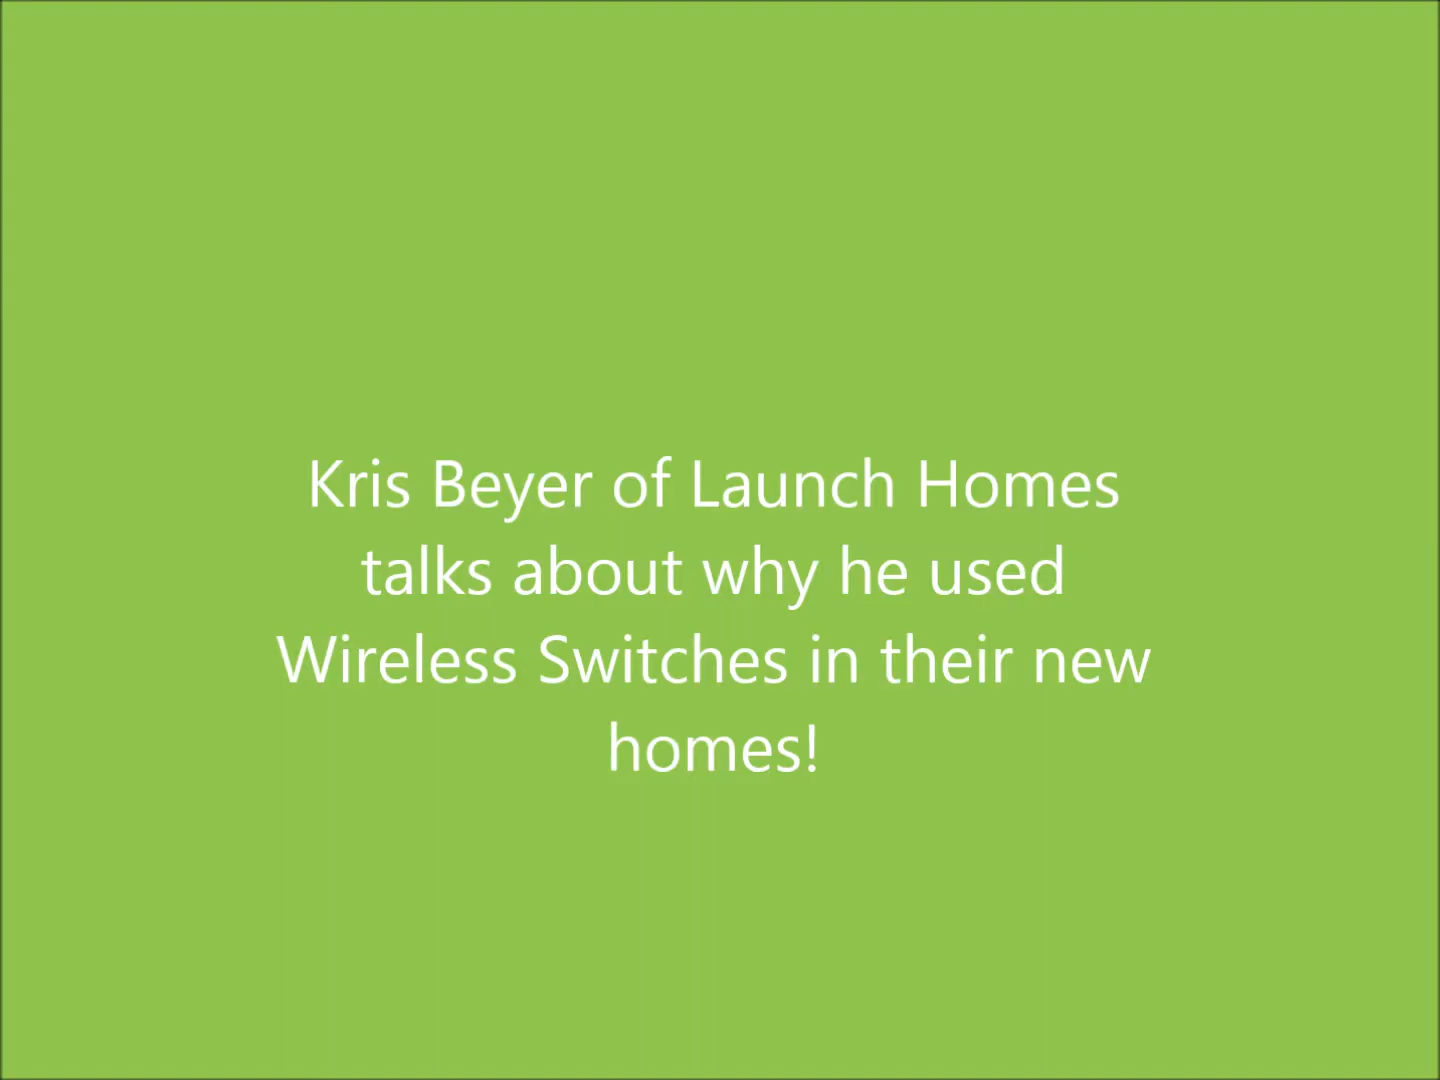 Kris Beyer of Launch Homes
talks about why he used
Wireless Switches in their new
homes!